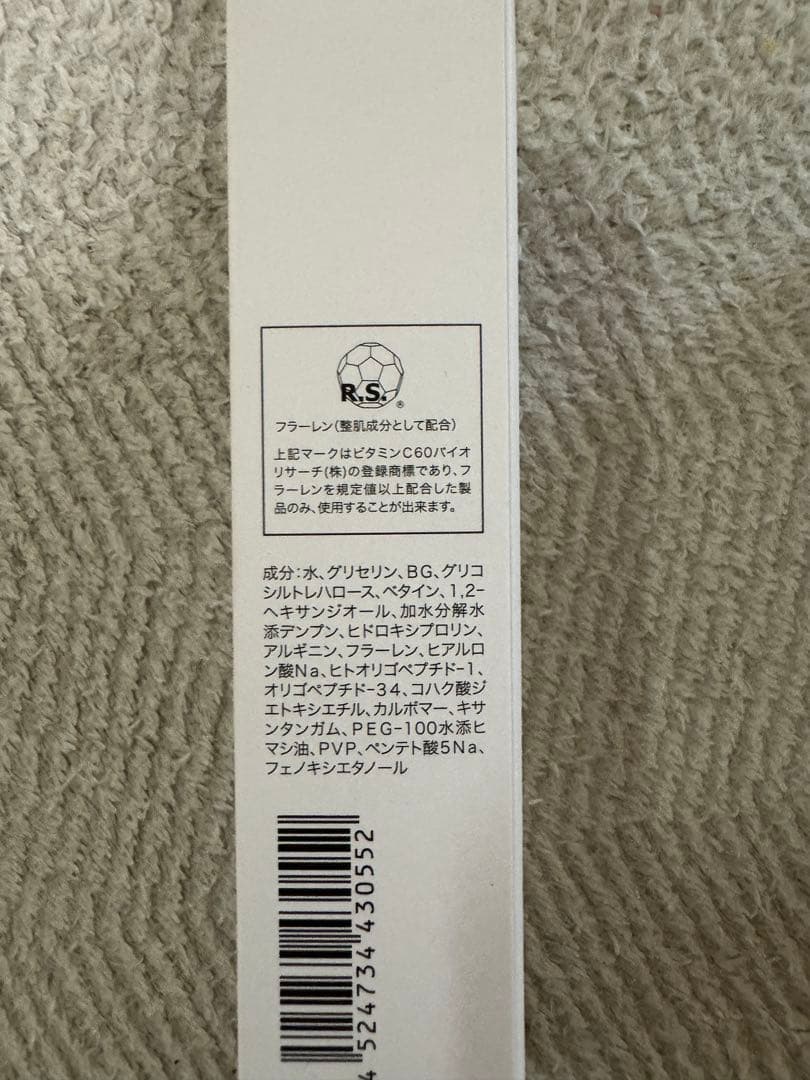 R.S.®
フラーレン(整肌成分として配合)
上記マークはビタミンC60バイオ
リサーチ(株)の登録商標であり、フ
ラーレンを規定値以上配合した製
品のみ、使用することが出来ます。
成分:水、グリセリン、BG、グリコ
シルトレハロース、ベタイン、1,2-
ヘキサンジオール、加水分解水
添デンプン、ヒドロキシプロリン、
アルギニン、フラーレン、ヒアルロ
ン酸Na、ヒトオリゴペプチド-1、
オリゴペプチド-34、コハク酸ジ
エトキシエチル、カルボマー、キサ
ンタンガム、PEG-100水添ヒ
マシ油、PVP、ペンテト酸5Na、
フェノキシエタノール
4 524734 430552